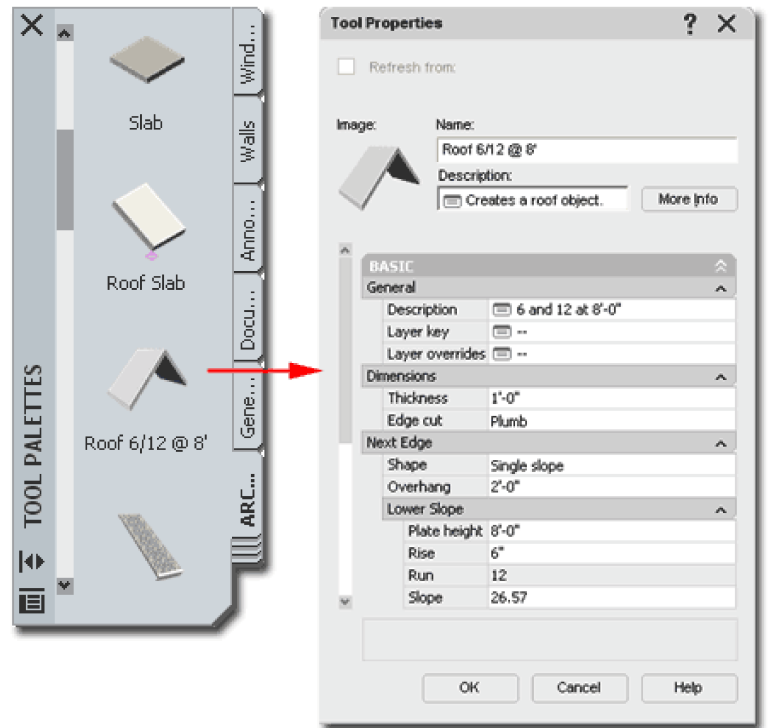 Slab
Roof Slab
Roof 6/12 @ 8'
Wind...
Walls
Anno...
Docu...
Gene...
ARC...
TOOL PALETTES
Tool Properties
?
Refresh from:
Image:
Name:
Roof 6/12 @ 8'
Description:
Creates a roof object.
More Info
BASIC
General
Description 6 and 12 at 8'-0"
Layer key --
Layer overrides --
Dimensions
Thickness 1'-0"
Edge cut Plumb
Next Edge
Shape Single slope
Overhang 2'-0"
Lower Slope
Plate height 8'-0"
Rise 6"
Run 12
Slope 26.57
OK Cancel Help